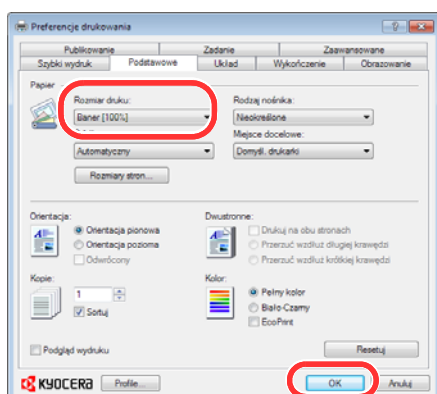 Preferencje drukowania
Publikowanie Zadanie Zaawansowane
Szybki wydruk Podstawowe Układ Wykończenie Obrazowanie
Papier
Rozmiar druku: Rodzaj nośnika:
Baner [100%] Nieokreślone
Miejsce docelowe:
Automatyczny Domyśl. drukarki
Rozmiary stron...
Orientacja: Dwustronne:
Orientacja pionowa Drukuj na obu stronach
Orientacja pozioma Przerzuć wzdłuż długiej krawędzi
Odwrócony Przerzuć wzdłuż krótkiej krawędzi
Kopie: Kolor:
1 Pełny kolor
Sortuj Biało-Czarny
EcoPrint
Podgląd wydruku Resetuj
KYOCERA Profile... OK Anuluj